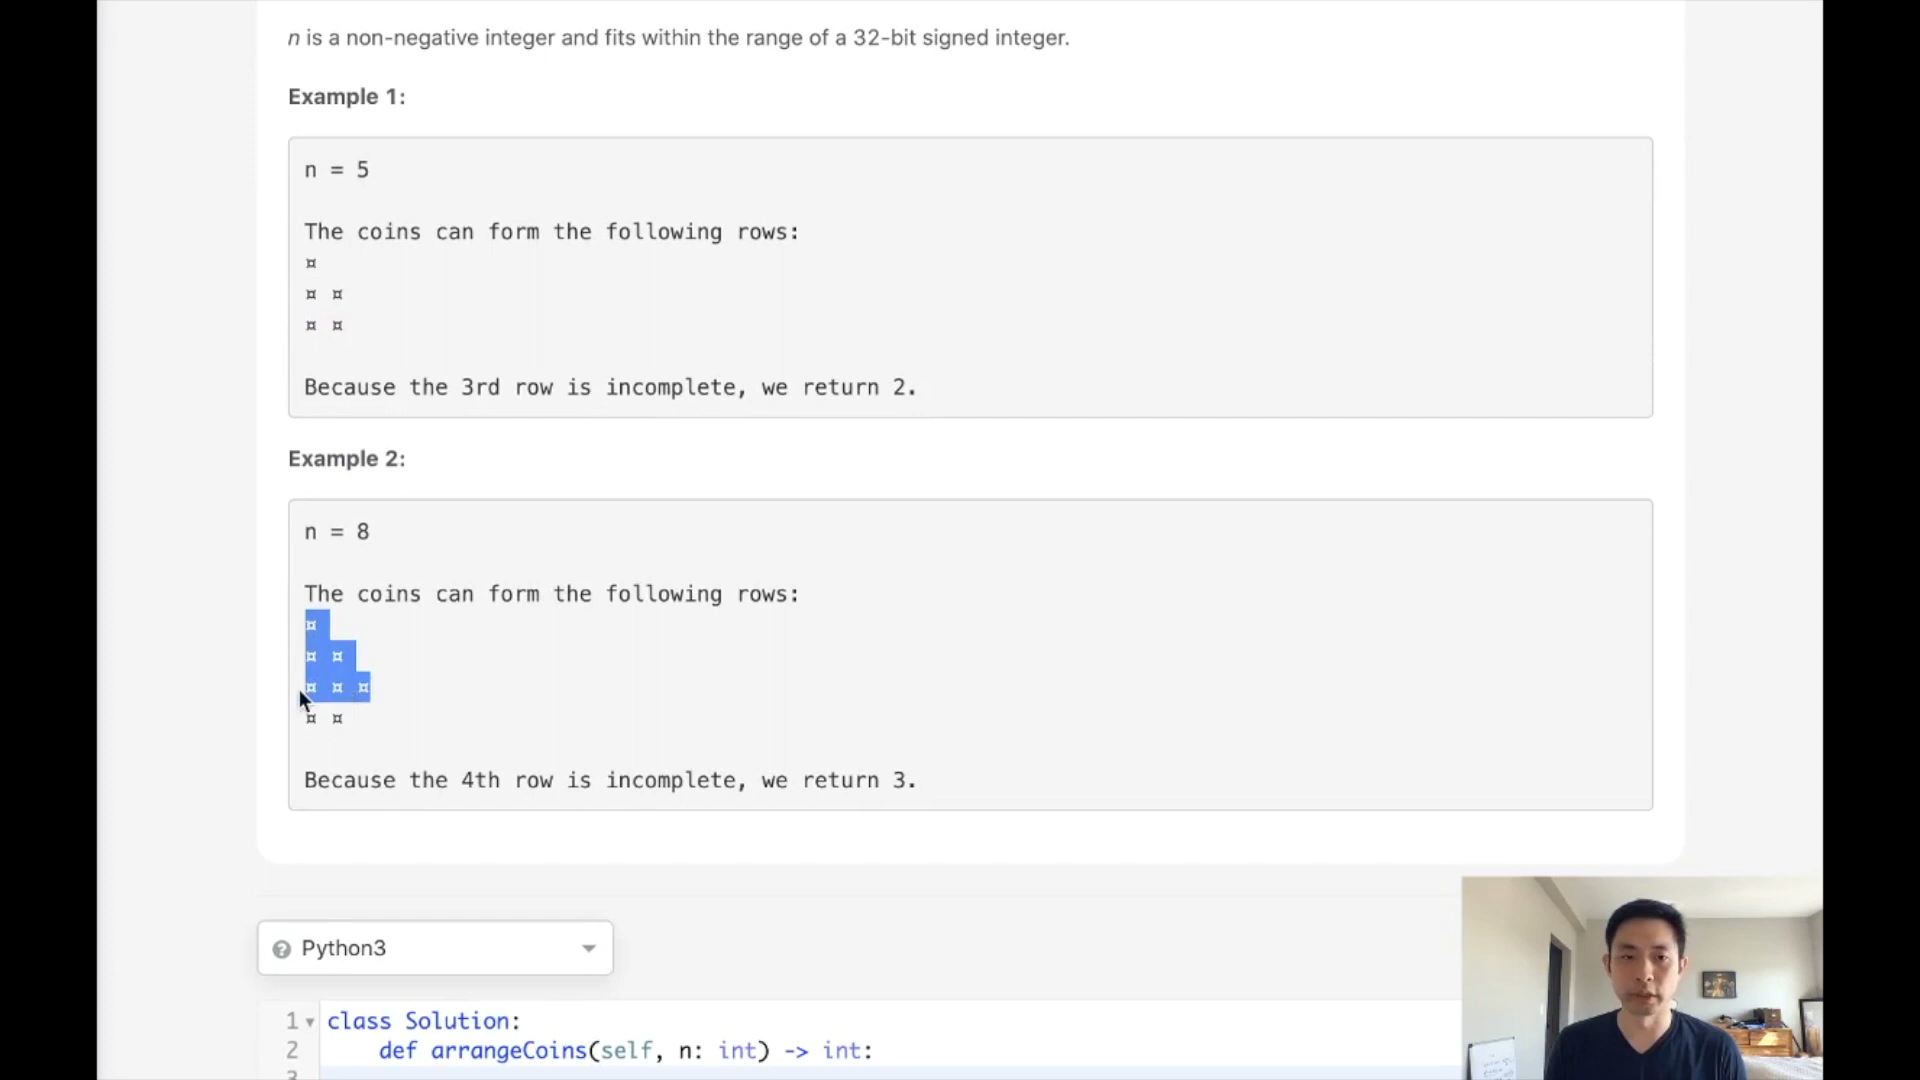 n is a non-negative integer and fits within the range of a 32-bit signed integer.
Example 1:
n = 5
The coins can form the following rows:
¤
¤ ¤
¤ ¤
Because the 3rd row is incomplete, we return 2.
Example 2:
n = 8
The coins can form the following rows:
¤
¤ ¤
¤ ¤ ¤
¤ ¤
Because the 4th row is incomplete, we return 3.
? Python3
1 class Solution:
2 def arrangeCoins(self, n: int) -> int:
3